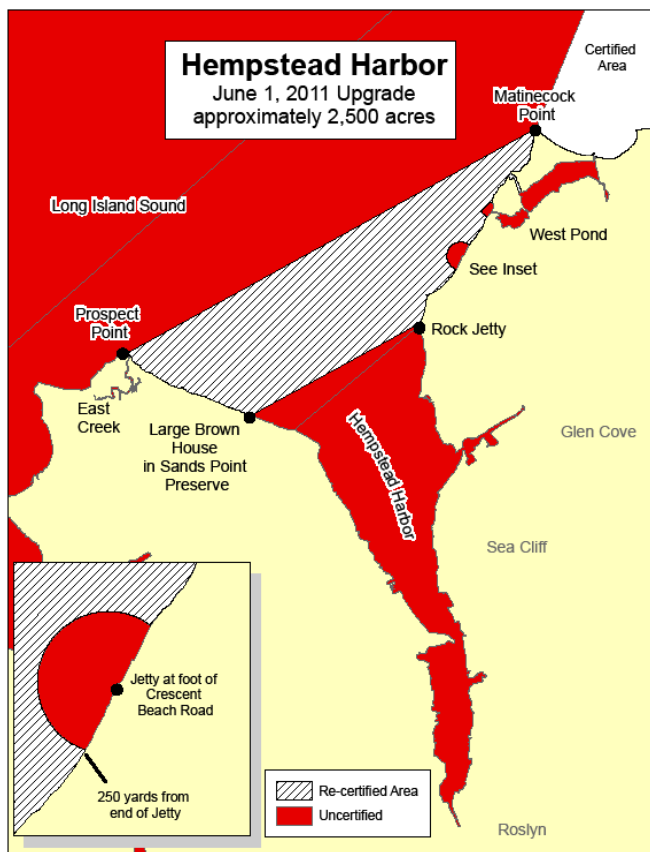 Hempstead Harbor
June 1, 2011 Upgrade
approximately 2,500 acres
Certified
Area
Matinecock
Point
Long Island Sound
West Pond
See Inset
Prospect
Point
Rock Jetty
East
Creek
Large Brown
House
in Sands Point
Preserve
Hempstead Harbor
Glen Cove
Sea Cliff
Jetty at foot of
Crescent
Beach Road
250 yards from
end of Jetty
Re-certified Area
Uncertified
Roslyn